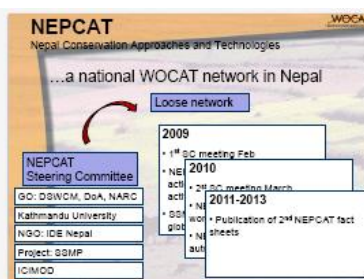 NEPCAT
WOCAT
Nepal Conservation Approaches and Technologies
...a national WOCAT network in Nepal
Loose network
NEPCAT
Steering Committee
GO: DSWCM, DoA, NARC
Kathmandu University
NGO: IDE Nepal
Project: SSMP
ICIMOD
2009
• 1st SC meeting Feb
2010
• 2nd SC meeting March
2011-2013
• Publication of 2nd NEPCAT fact
sheets